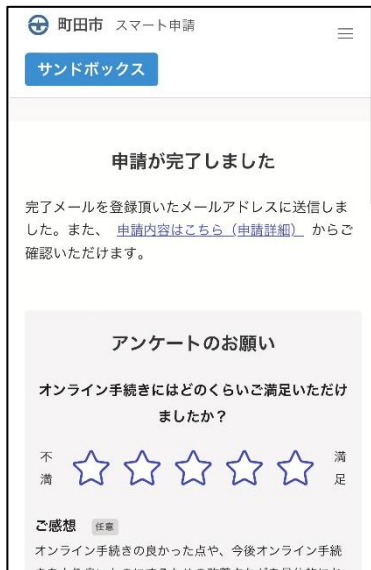 町田市 スマート申請
サンドボックス
申請が完了しました
完了メールを登録頂いたメールアドレスに送信しま
した。また、 申請内容はこちら(申請詳細) からご
確認いただけます。
アンケートのお願い
オンライン手続きにはどのくらいご満足いただけ
ましたか？
不満
満足
ご感想 任意
オンライン手続きの良かった点や、今後オンライン手続